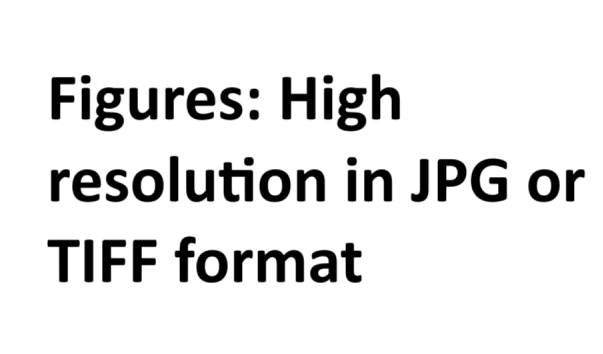 Figures: High
resolution in JPG or
TIFF format